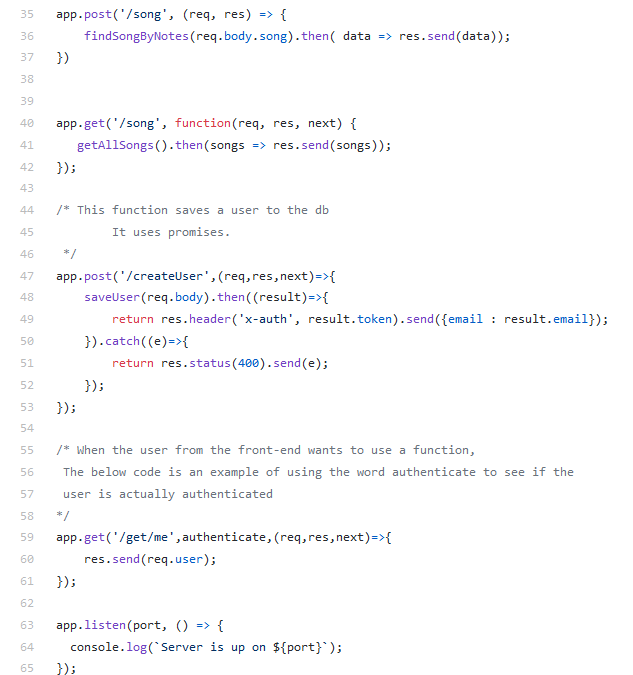 35 app.post('/song', (req, res) => {
36     findSongByNotes(req.body.song).then( data => res.send(data));
37 })
38
39
40 app.get('/song', function(req, res, next) {
41    getAllSongs().then(songs => res.send(songs));
42 });
43
44 /* This function saves a user to the db
45         It uses promises.
46  */
47 app.post('/createUser',(req,res,next)=>{
48     saveUser(req.body).then((result)=>{
49         return res.header('x-auth', result.token).send({email : result.email});
50     }).catch((e)=>{
51         return res.status(400).send(e);
52     });
53 });
54
55 /* When the user from the front-end wants to use a function,
56  The below code is an example of using the word authenticate to see if the
57  user is actually authenticated
58 */
59 app.get('/get/me',authenticate,(req,res,next)=>{
60     res.send(req.user);
61 });
62
63 app.listen(port, () => {
64   console.log(`Server is up on ${port}`);
65 });